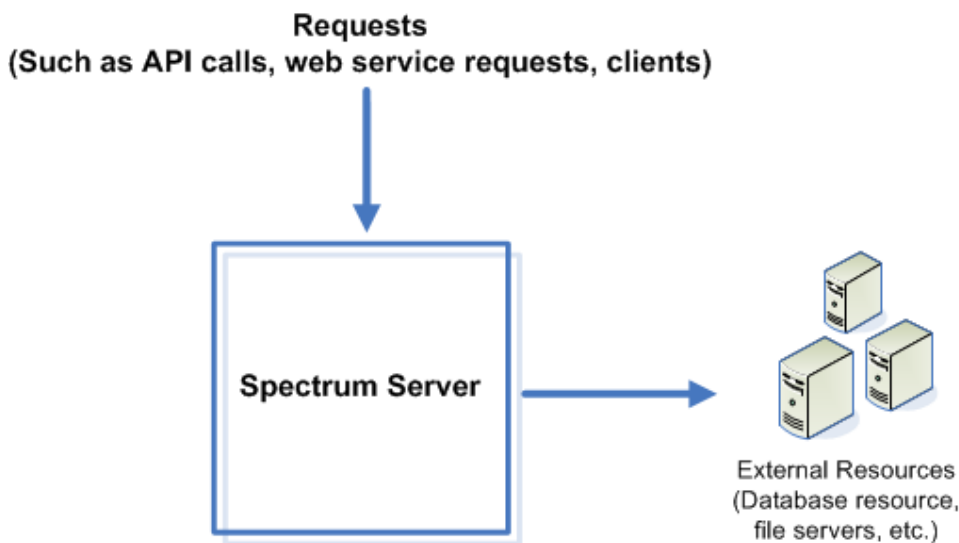 Requests
(Such as API calls, web service requests, clients)
Spectrum Server
External Resources
(Database resource,
file servers, etc.)